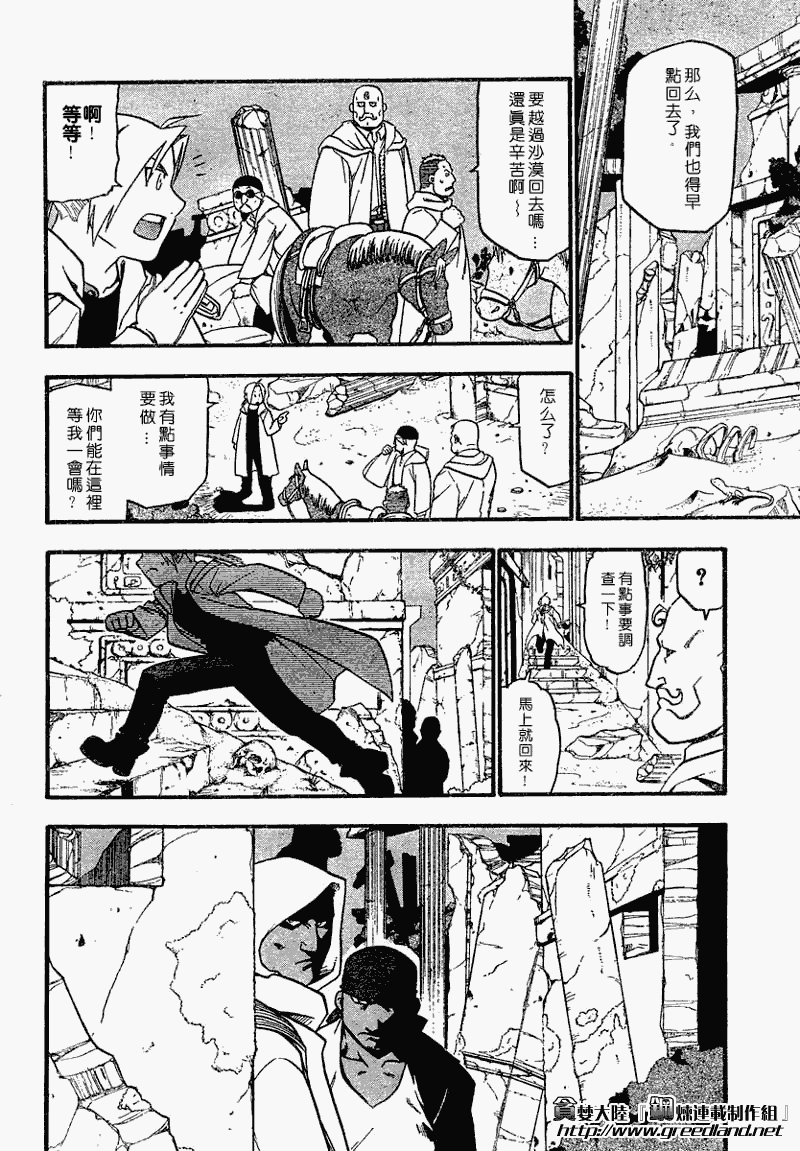 那么，我們也得早
點回去了。
要越過沙漠回去嗎…
還真是辛苦啊～
啊！
等等！
怎么了？
我有點事情
要做…
你們能在這裡
等我一會嗎？
？
有點事要調
查一下！
馬上就回來！
貪婪大陸『鋼煉連載制作組』
http://www.greedland.net/